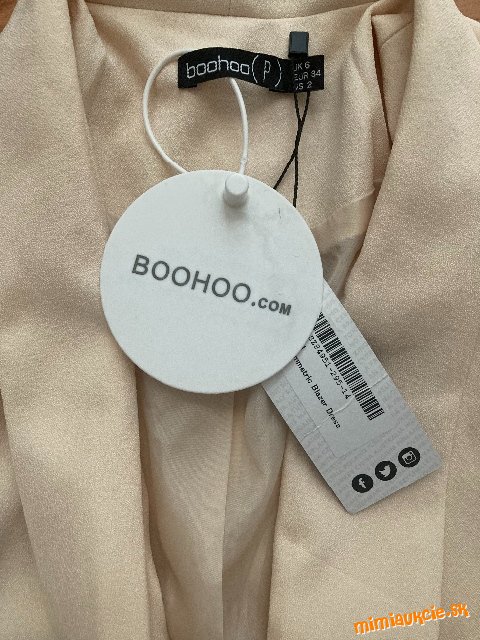 boohoo(P)
UK 6
EUR 34
US 2
BOOHOO.COM
Blazer Dress
mimiaukcie.sk